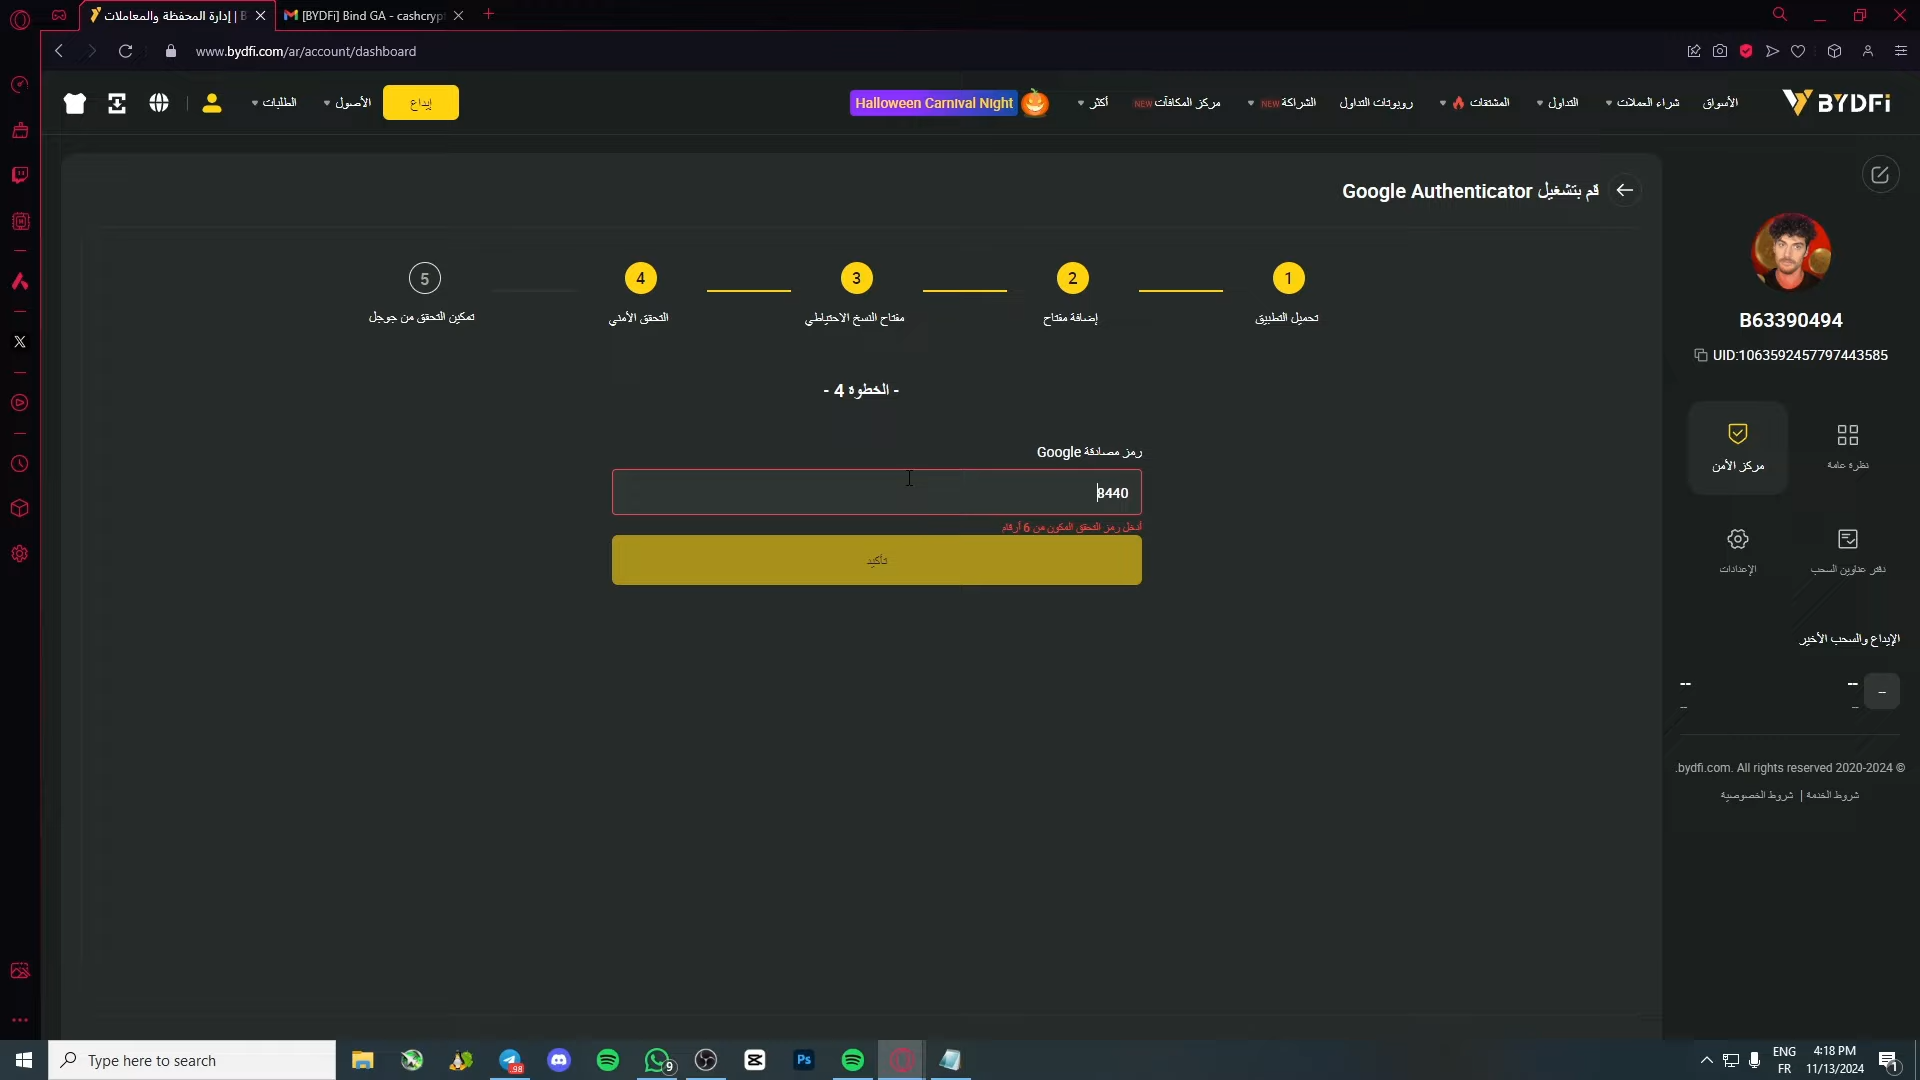 إدارة المحفظة والمعاملات | B
[BYDFi] Bind GA - cashcryp
www.bydfi.com/ar/account/dashboard
BYDFi
الأسواق
شراء العملات
التداول
المشتقات
روبوتات التداول
الشراكة NEW
مركز المكافآت NEW
أكثر
Halloween Carnival Night
إيداع
الأصول
الطلبات
قم بتشغيل Google Authenticator
1
2
3
4
5
تحميل التطبيق
إضافة مفتاح
مفتاح النسخ الاحتياطي
التحقق الأمني
تمكين التحقق من جوجل
- الخطوة 4 -
رمز مصادقة Google
8440
أدخل رمز التحقق المكون من 6 أرقام
تأكيد
B63390494
UID:1063592457797443585
نظرة عامة
مركز الأمن
دفتر عناوين السحب
الإعدادات
الإيداع والسحب الأخير
--
--
--
--
© 2020-2024 bydfi.com. All rights reserved.
شروط الخدمة | شروط الخصوصية
Type here to search
98
9
Ps
ENG
FR
4:18 PM
11/13/2024
1